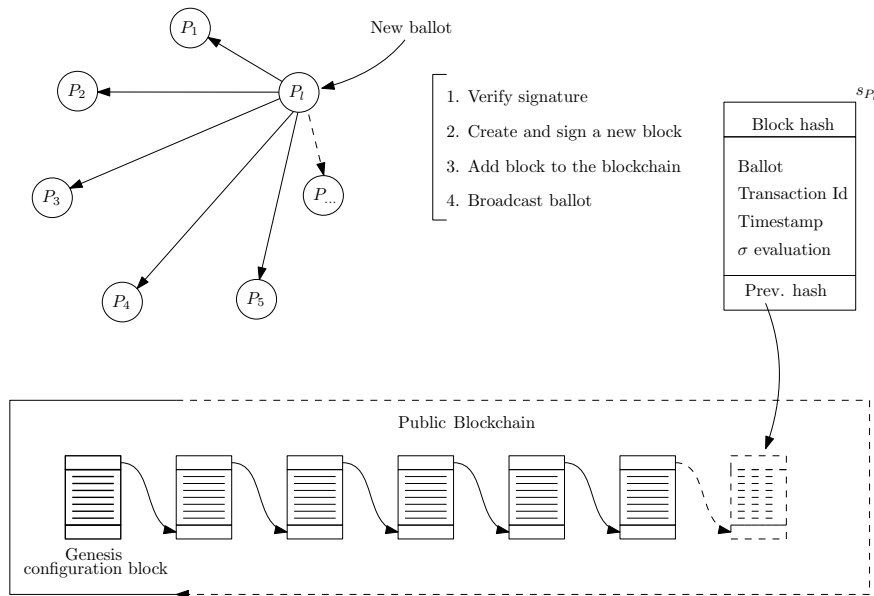 New ballot
P1
P2
Pl
P3
P...
P4
P5
1. Verify signature
2. Create and sign a new block
3. Add block to the blockchain
4. Broadcast ballot
Block hash
Ballot
Transaction Id
Timestamp
σ evaluation
Prev. hash
Public Blockchain
Genesis
configuration block